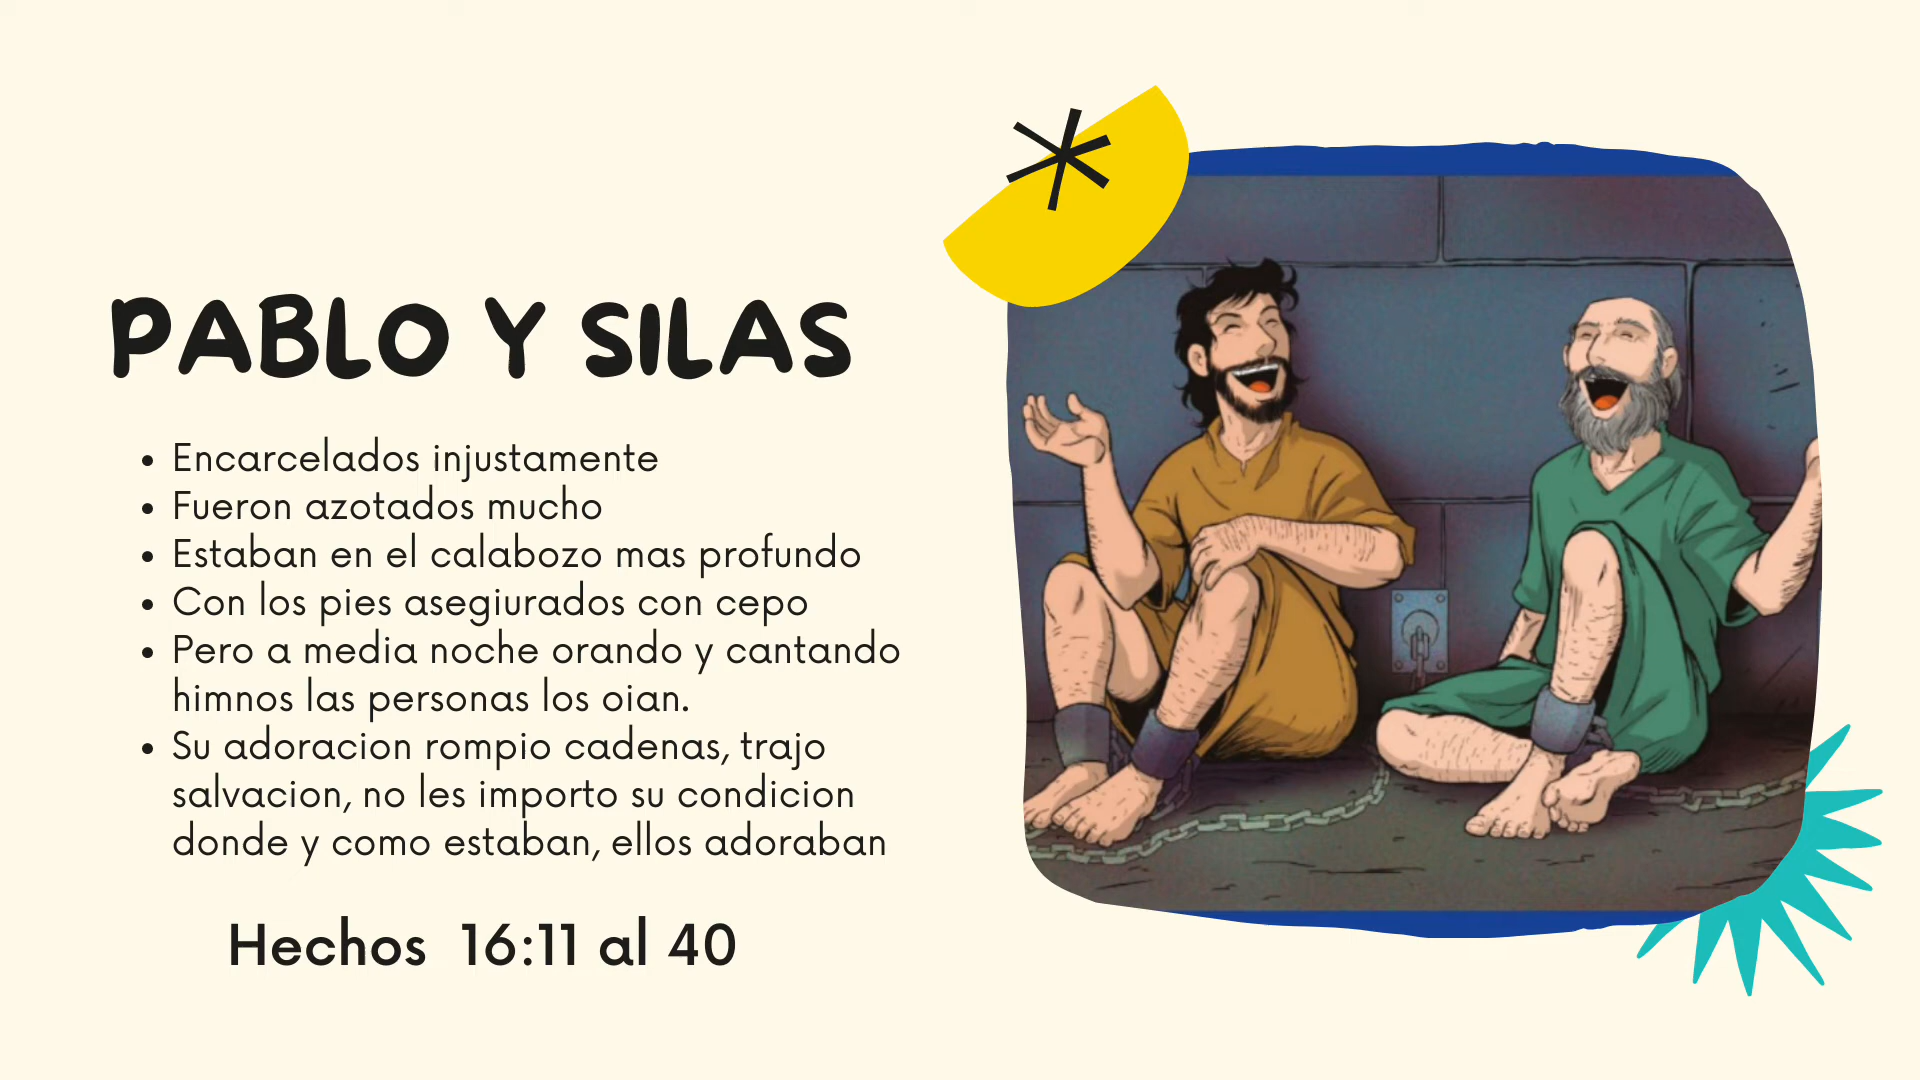 PABLO Y SILAS
• Encarcelados injustamente
• Fueron azotados mucho
• Estaban en el calabozo mas profundo
• Con los pies asegiurados con cepo
• Pero a media noche orando y cantando
himnos las personas los oian.
• Su adoracion rompio cadenas, trajo
salvacion, no les importo su condicion
donde y como estaban, ellos adoraban
Hechos 16:11 al 40